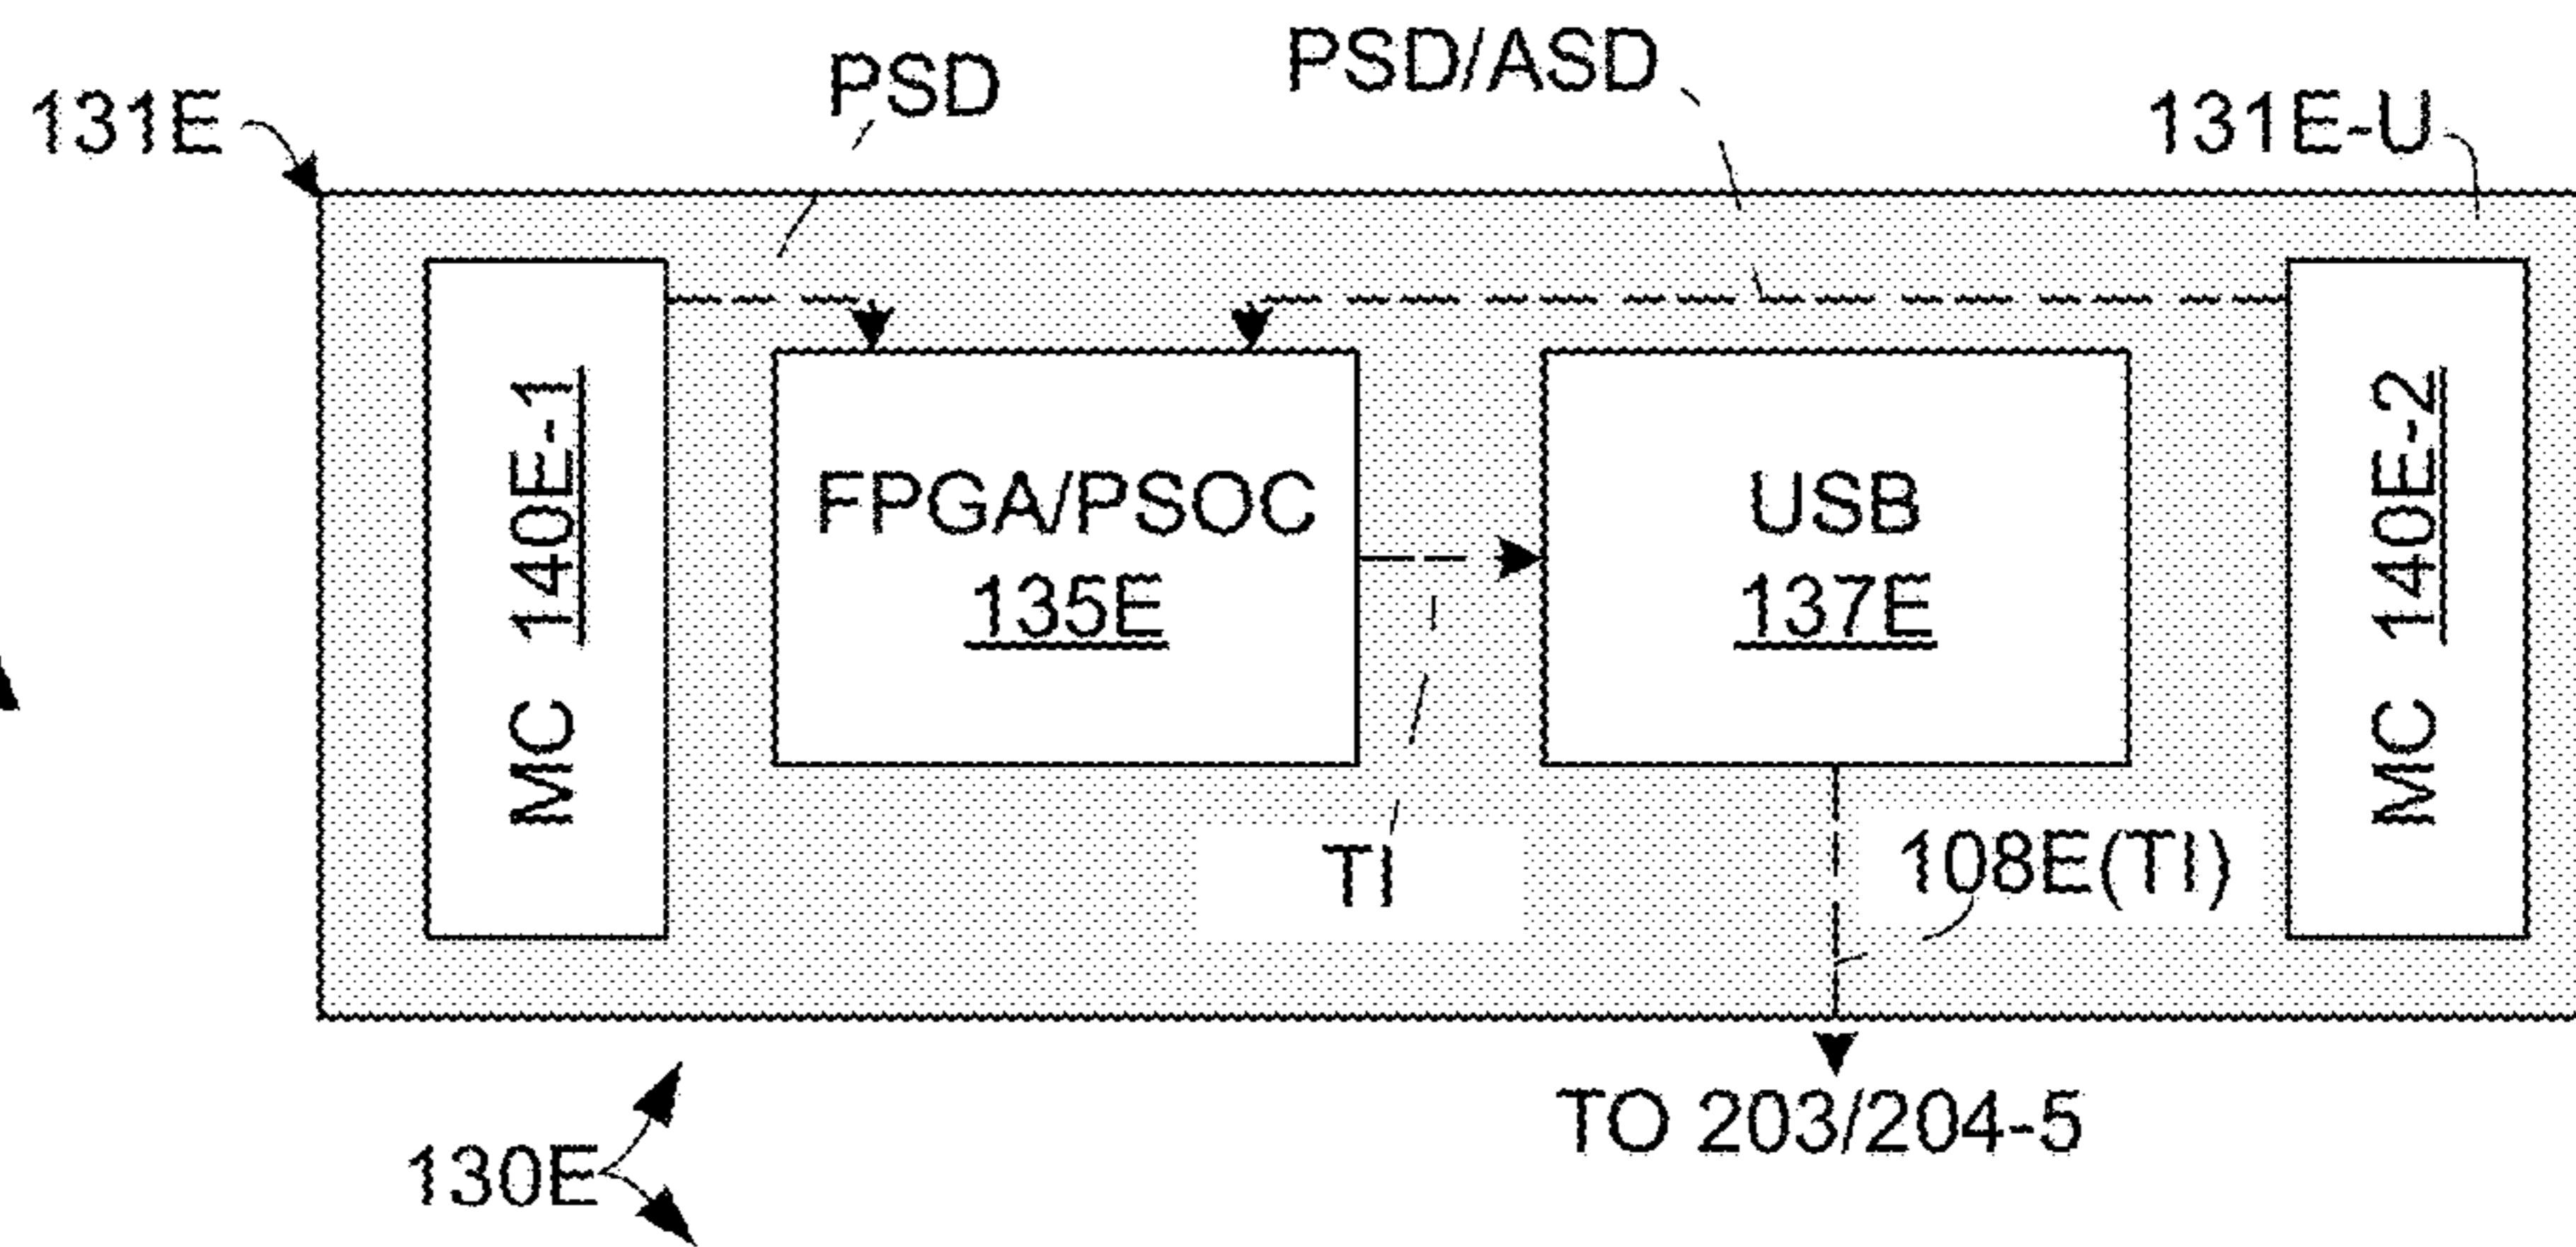 PSD/ASD
PSD
131E
131E-U
MC 140E-1
FPGA/PSOC
135E
USB
137E
MC 140E-2
TI
108E(TI)
TO 203/204-5
130E